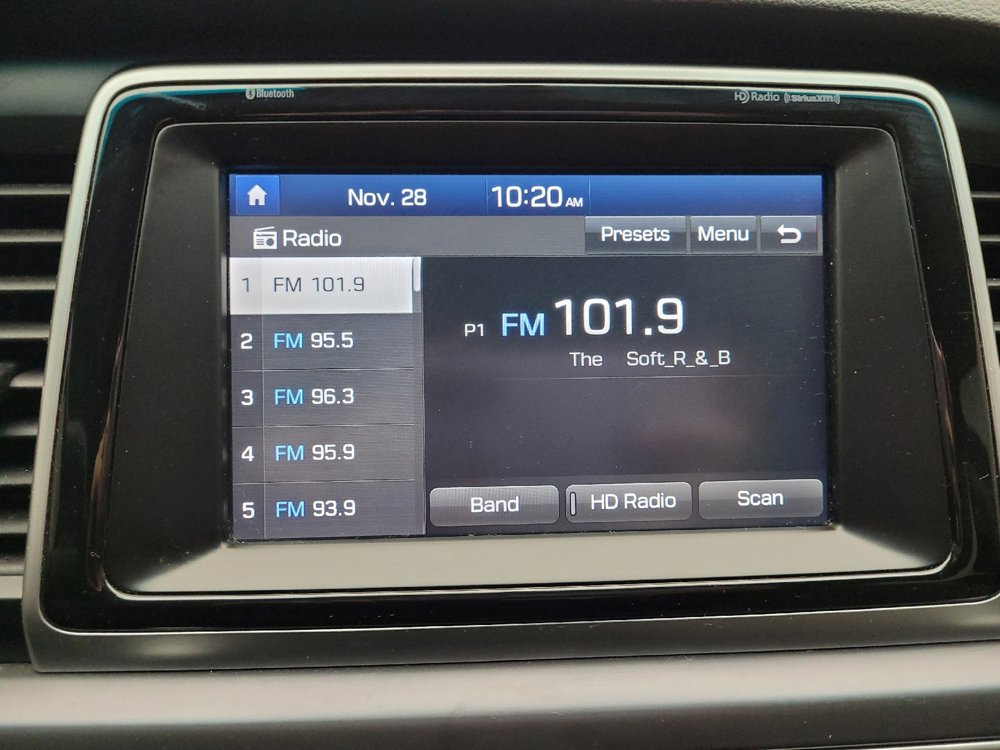 Bluetooth
HD Radio ((SiriusXM))
Nov. 28 10:20 AM
Radio Presets Menu
1 FM 101.9
2 FM 95.5
3 FM 96.3
4 FM 95.9
5 FM 93.9
P1 FM 101.9
The Soft_R_&_B
Band HD Radio Scan